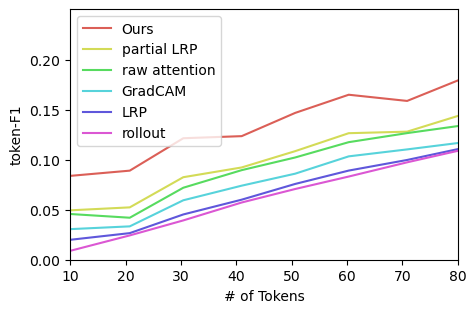 0.20
0.15
0.10
0.05
0.00
token-F1
Ours
partial LRP
raw attention
GradCAM
LRP
rollout
10 20 30 40 50 60 70 80
# of Tokens